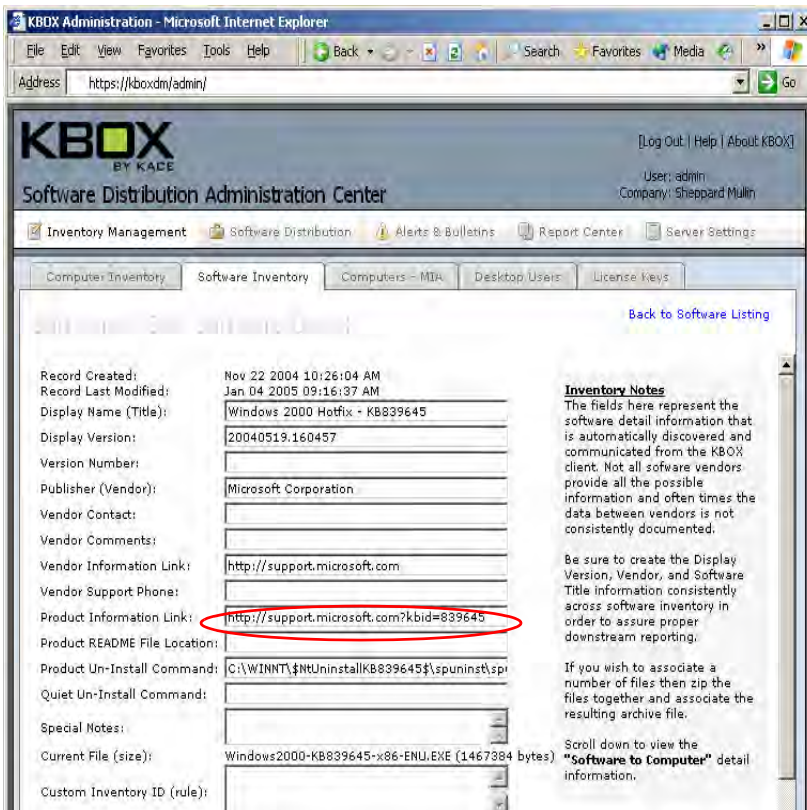 KBOX Administration - Microsoft Internet Explorer
File Edit View Favorites Tools Help Back Search Favorites Media »
Address https://kboxdm/admin/ Go
KBOX
BY KACE
[Log Out | Help | About KBOX]
User: admin
Company: Sheppard Mullin
Software Distribution Administration Center
Inventory Management Software Distribution Alerts & Bulletins Report Center Server Settings
Computer Inventory Software Inventory Computers - MIA Desktop Users License Keys
Back to Software Listing
Record Created: Nov 22 2004 10:26:04 AM
Record Last Modified: Jan 04 2005 09:16:37 AM
Display Name (Title): Windows 2000 Hotfix - KB839645
Display Version: 20040519.160457
Version Number:
Publisher (Vendor): Microsoft Corporation
Vendor Contact:
Vendor Comments:
Vendor Information Link: http://support.microsoft.com
Vendor Support Phone:
Product Information Link: http://support.microsoft.com?kbid=839645
Product README File Location:
Product Un-Install Command: C:\WINNT\$NtUninstallKB839645$\spuninst\spu
Quiet Un-Install Command:
Special Notes:
Current File (size): Windows2000-KB839645-x86-ENU.EXE (1467384 bytes)
Custom Inventory ID (rule):
Inventory Notes
The fields here represent the
software detail information that
is automatically discovered and
communicated from the KBOX
client. Not all sofware vendors
provide all the possible
information and often times the
data between vendors is not
consistently documented.
Be sure to create the Display
Version, Vendor, and Software
Title information consistently
across software inventory in
order to assure proper
downstream reporting.
If you wish to associate a
number of files then zip the
files together and associate the
resulting archive file.
Scroll down to view the
"Software to Computer" detail
information.